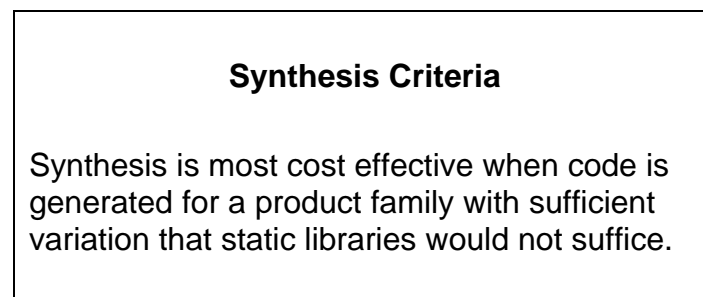 Synthesis Criteria
Synthesis is most cost effective when code is
generated for a product family with sufficient
variation that static libraries would not suffice.